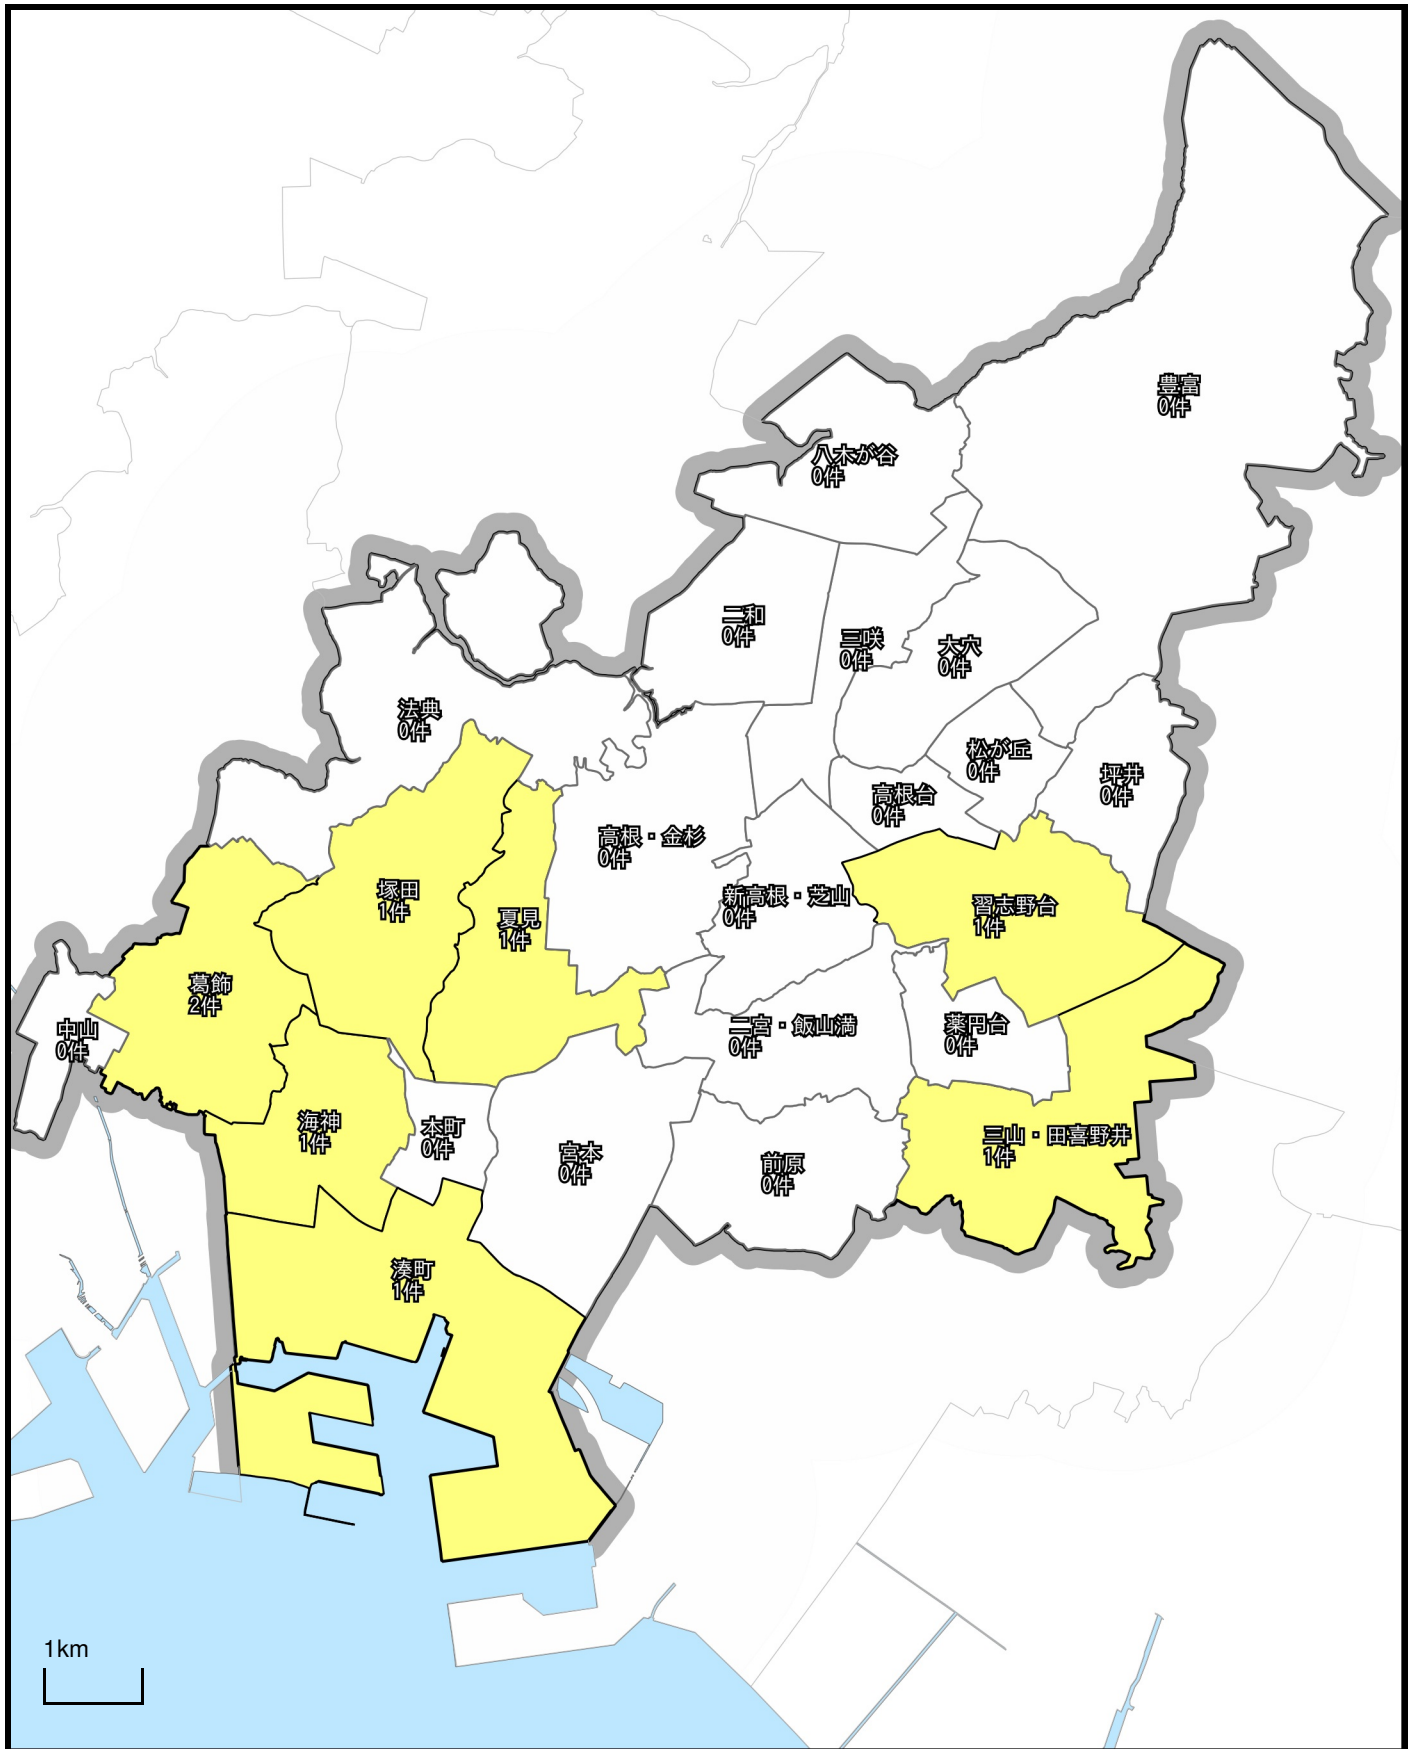 豊富
0件
八木が谷
0件
二和
0件
三咲
0件
大穴
0件
法典
0件
松が丘
0件
坪井
0件
高根台
0件
高根・金杉
0件
塚田
1件
新高根・芝山
0件
習志野台
1件
夏見
1件
葛飾
2件
中山
0件
二宮・飯山満
0件
薬円台
0件
海神
1件
本町
0件
三山・田喜野井
1件
宮本
0件
前原
0件
湊町
1件
1km